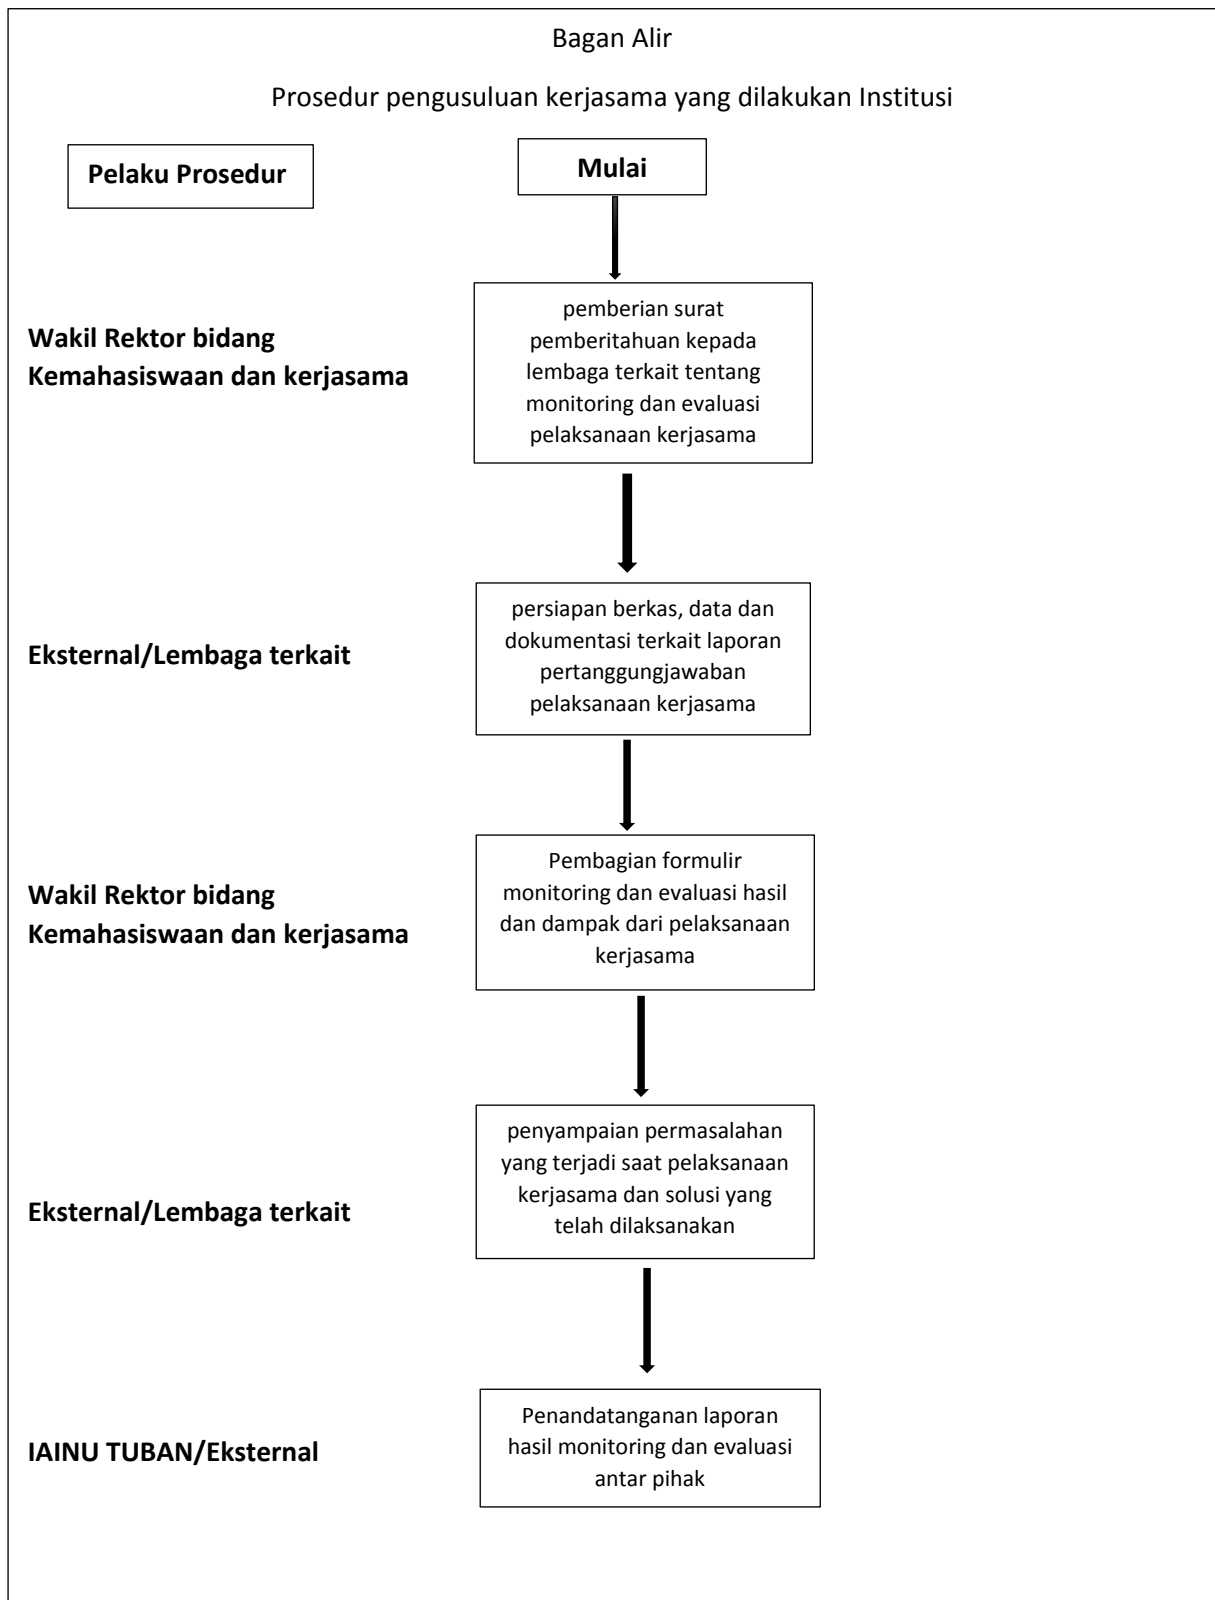 Bagan Alir
Prosedur pengusuluan kerjasama yang dilakukan Institusi
Pelaku Prosedur
Mulai
Wakil Rektor bidang
Kemahasiswaan dan kerjasama
pemberian surat
pemberitahuan kepada
lembaga terkait tentang
monitoring dan evaluasi
pelaksanaan kerjasama
Eksternal/Lembaga terkait
persiapan berkas, data dan
dokumentasi terkait laporan
pertanggungjawaban
pelaksanaan kerjasama
Wakil Rektor bidang
Kemahasiswaan dan kerjasama
Pembagian formulir
monitoring dan evaluasi hasil
dan dampak dari pelaksanaan
kerjasama
Eksternal/Lembaga terkait
penyampaian permasalahan
yang terjadi saat pelaksanaan
kerjasama dan solusi yang
telah dilaksanakan
IAINU TUBAN/Eksternal
Penandatanganan laporan
hasil monitoring dan evaluasi
antar pihak